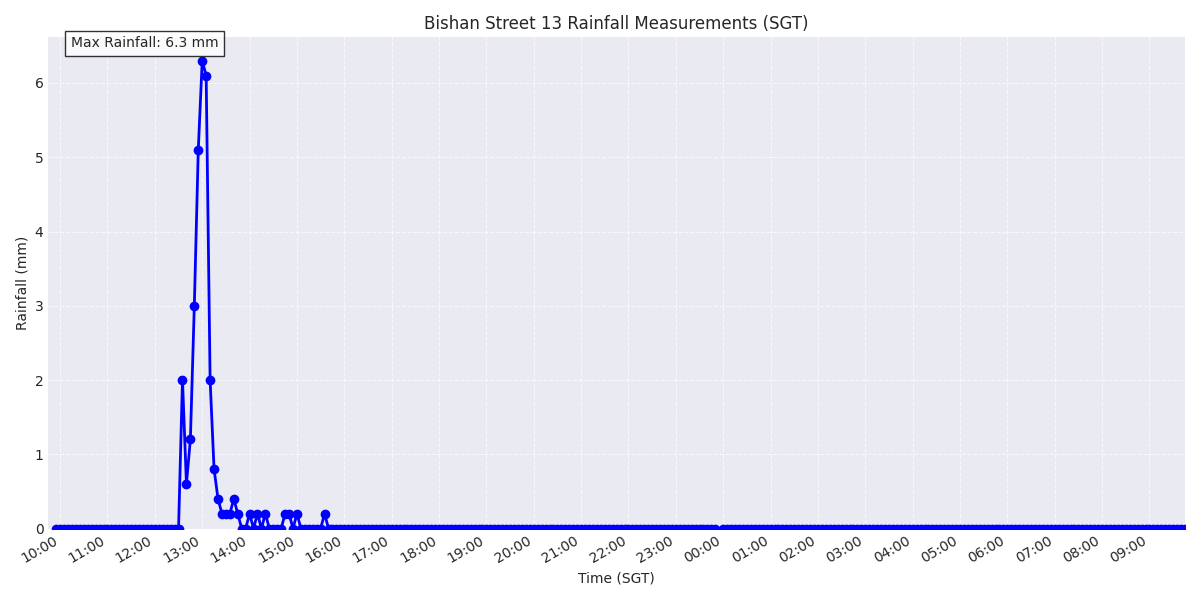 Bishan Street 13 Rainfall Measurements (SGT)
Max Rainfall: 6.3 mm
Rainfall (mm)
6
5
4
3
2
1
0
10:00 11:00 12:00 13:00 14:00 15:00 16:00 17:00 18:00 19:00 20:00 21:00 22:00 23:00 00:00 01:00 02:00 03:00 04:00 05:00 06:00 07:00 08:00 09:00
Time (SGT)